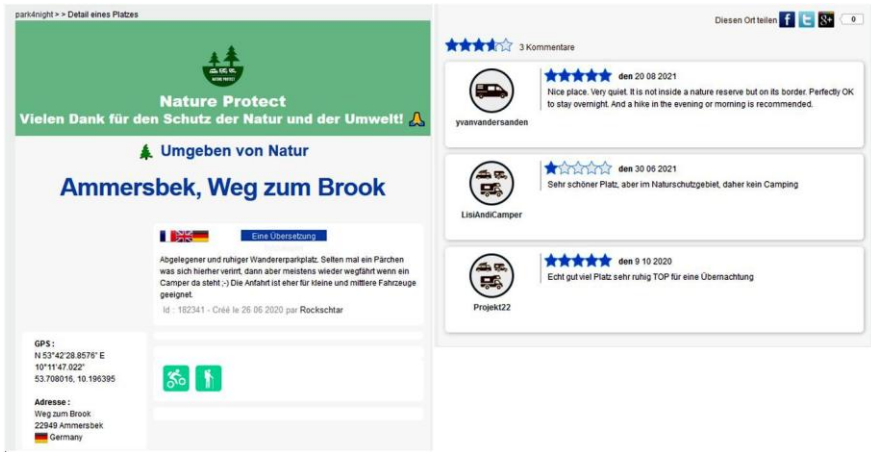 park4night > > Detail eines Platzes
NATURE PROTECT
Nature Protect
Vielen Dank für den Schutz der Natur und der Umwelt! 🙏
Umgeben von Natur
Ammersbek, Weg zum Brook
Eine Übersetzung
Abgelegener und ruhiger Wandererparkplatz. Selten mal ein Pärchen
was sich hierher verirrt, dann aber meistens wieder wegfährt wenn ein
Camper da steht ;-) Die Anfahrt ist eher für kleine und mittlere Fahrzeuge
geeignet.
Id : 182341 - Créé le 26 06 2020 par Rockschtar
GPS :
N 53°42'28.8576" E
10°11'47.022"
53.708016, 10.196395
Adresse :
Weg zum Brook
22949 Ammersbek
Germany
Diesen Ort teilen f t g+ 0
3 Kommentare
den 20 08 2021
Nice place. Very quiet. It is not inside a nature reserve but on its border. Perfectly OK
to stay overnight. And a hike in the evening or morning is recommended.
yvanvandersanden
den 30 06 2021
Sehr schöner Platz, aber im Naturschutzgebiet, daher kein Camping
LisiAndiCamper
den 9 10 2020
Echt gut viel Platz sehr ruhig TOP für eine Übernachtung
Projekt22